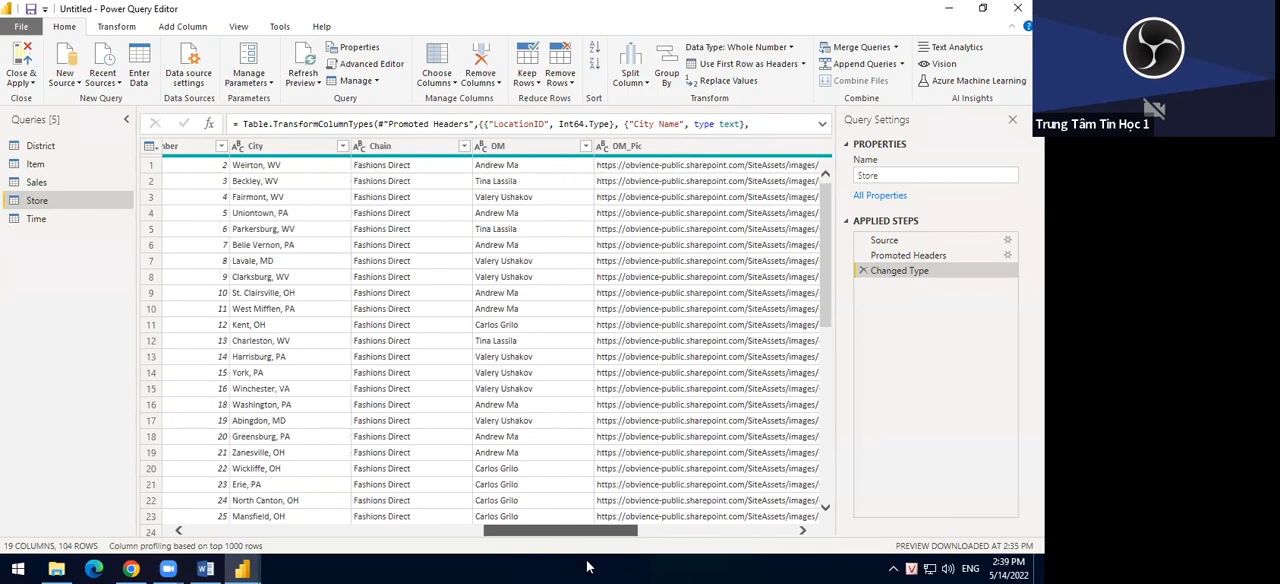 Untitled - Power Query Editor
File Home Transform Add Column View Tools Help
Close & Apply
New Source
Recent Sources
Enter Data
Data source settings
Manage Parameters
Refresh Preview
Properties
Advanced Editor
Manage
Choose Columns
Remove Columns
Keep Rows
Remove Rows
Split Column
Group By
Data Type: Whole Number
Use First Row as Headers
Replace Values
Merge Queries
Append Queries
Combine Files
Text Analytics
Vision
Azure Machine Learning
Close New Query Data Sources Parameters Query Manage Columns Reduce Rows Sort Transform Combine AI Insights
Trung Tâm Tin Học 1
Queries [5]
District
Item
Sales
Store
Time
= Table.TransformColumnTypes(#"Promoted Headers",{{"LocationID", Int64.Type}, {"City Name", type text},
nber City Chain DM DM_Pic
1 2 Weirton, WV Fashions Direct Andrew Ma https://obvience-public.sharepoint.com/SiteAssets/images/
2 3 Beckley, WV Fashions Direct Tina Lassila https://obvience-public.sharepoint.com/SiteAssets/images/
3 4 Fairmont, WV Fashions Direct Valery Ushakov https://obvience-public.sharepoint.com/SiteAssets/images/
4 5 Uniontown, PA Fashions Direct Andrew Ma https://obvience-public.sharepoint.com/SiteAssets/images/
5 6 Parkersburg, WV Fashions Direct Tina Lassila https://obvience-public.sharepoint.com/SiteAssets/images/
6 7 Belle Vernon, PA Fashions Direct Andrew Ma https://obvience-public.sharepoint.com/SiteAssets/images/
7 8 Lavale, MD Fashions Direct Valery Ushakov https://obvience-public.sharepoint.com/SiteAssets/images/
8 9 Clarksburg, WV Fashions Direct Valery Ushakov https://obvience-public.sharepoint.com/SiteAssets/images/
9 10 St. Clairsville, OH Fashions Direct Andrew Ma https://obvience-public.sharepoint.com/SiteAssets/images/
10 11 West Mifflen, PA Fashions Direct Andrew Ma https://obvience-public.sharepoint.com/SiteAssets/images/
11 12 Kent, OH Fashions Direct Carlos Grilo https://obvience-public.sharepoint.com/SiteAssets/images/
12 13 Charleston, WV Fashions Direct Tina Lassila https://obvience-public.sharepoint.com/SiteAssets/images/
13 14 Harrisburg, PA Fashions Direct Valery Ushakov https://obvience-public.sharepoint.com/SiteAssets/images/
14 15 York, PA Fashions Direct Valery Ushakov https://obvience-public.sharepoint.com/SiteAssets/images/
15 16 Winchester, VA Fashions Direct Valery Ushakov https://obvience-public.sharepoint.com/SiteAssets/images/
16 18 Washington, PA Fashions Direct Andrew Ma https://obvience-public.sharepoint.com/SiteAssets/images/
17 19 Abingdon, MD Fashions Direct Valery Ushakov https://obvience-public.sharepoint.com/SiteAssets/images/
18 20 Greensburg, PA Fashions Direct Andrew Ma https://obvience-public.sharepoint.com/SiteAssets/images/
19 21 Zanesville, OH Fashions Direct Andrew Ma https://obvience-public.sharepoint.com/SiteAssets/images/
20 22 Wickliffe, OH Fashions Direct Carlos Grilo https://obvience-public.sharepoint.com/SiteAssets/images/
21 23 Erie, PA Fashions Direct Carlos Grilo https://obvience-public.sharepoint.com/SiteAssets/images/
22 24 North Canton, OH Fashions Direct Carlos Grilo https://obvience-public.sharepoint.com/SiteAssets/images/
23 25 Mansfield, OH Fashions Direct Carlos Grilo https://obvience-public.sharepoint.com/SiteAssets/images/
24
Query Settings
PROPERTIES
Name
Store
All Properties
APPLIED STEPS
Source
Promoted Headers
Changed Type
19 COLUMNS, 104 ROWS Column profiling based on top 1000 rows PREVIEW DOWNLOADED AT 2:35 PM
ENG
2:39 PM
5/14/2022